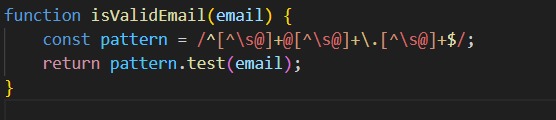 function isValidEmail(email) {
    const pattern = /^[^\s@]+@[^\s@]+\.[^\s@]+$/;
    return pattern.test(email);
}